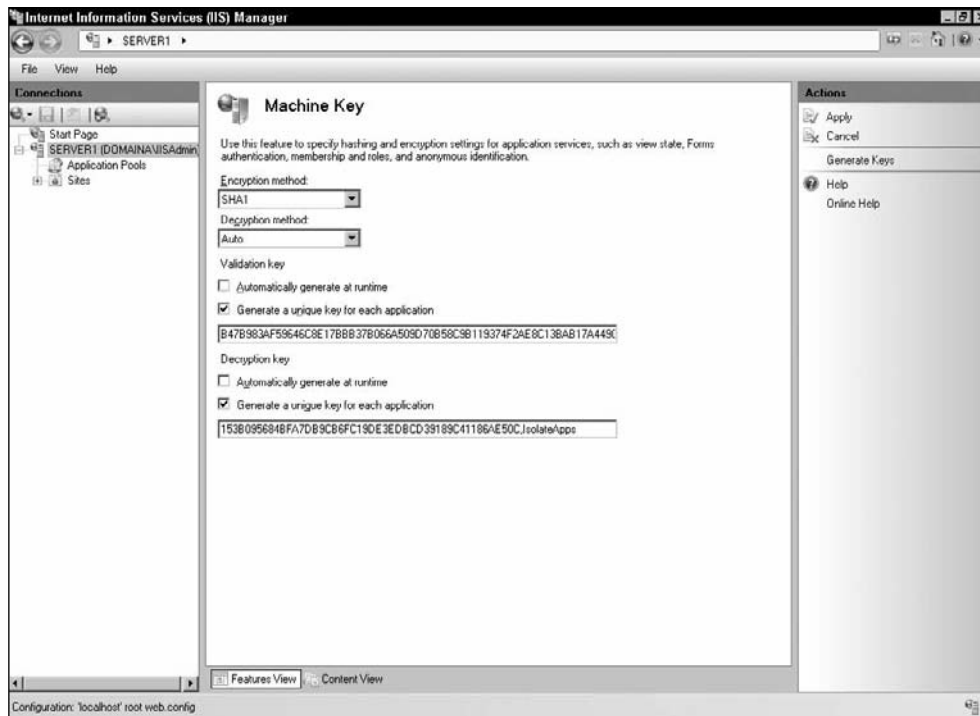 Internet Information Services (IIS) Manager
SERVER1
File View Help
Connections
Start Page
SERVER1 (DOMAINA\IISAdmin
Application Pools
Sites
Machine Key
Use this feature to specify hashing and encryption settings for application services, such as view state, Forms
authentication, membership and roles, and anonymous identification.
Encryption method:
SHA1
Decryption method:
Auto
Validation key
Automatically generate at runtime
Generate a unique key for each application
B47B983AF59646C8E17BBB37B066A509D70B58C9B119374F2AE8C13BAB17A449C
Decryption key
Automatically generate at runtime
Generate a unique key for each application
153B095684BFA7DB9CB6FC19DE3EDBCD39189C41186AE50C,IsolateApps
Features View Content View
Actions
Apply
Cancel
Generate Keys
Help
Online Help
Configuration: 'localhost' root web.config